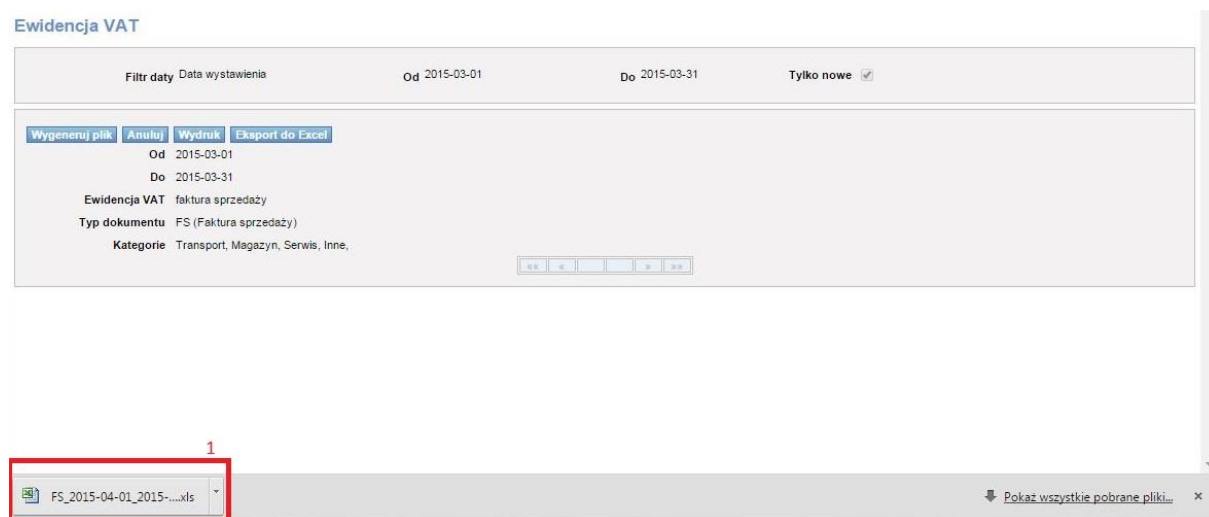 Ewidencja VAT
Filtr daty Data wystawienia Od 2015-03-01 Do 2015-03-31 Tylko nowe
Wygeneruj plik Anuluj Wydruk Eksport do Excel
Od 2015-03-01
Do 2015-03-31
Ewidencja VAT faktura sprzedaży
Typ dokumentu FS (Faktura sprzedaży)
Kategorie Transport, Magazyn, Serwis, Inne,
«« « » »»
1
FS_2015-04-01_2015-....xls Pokaż wszystkie pobrane pliki...